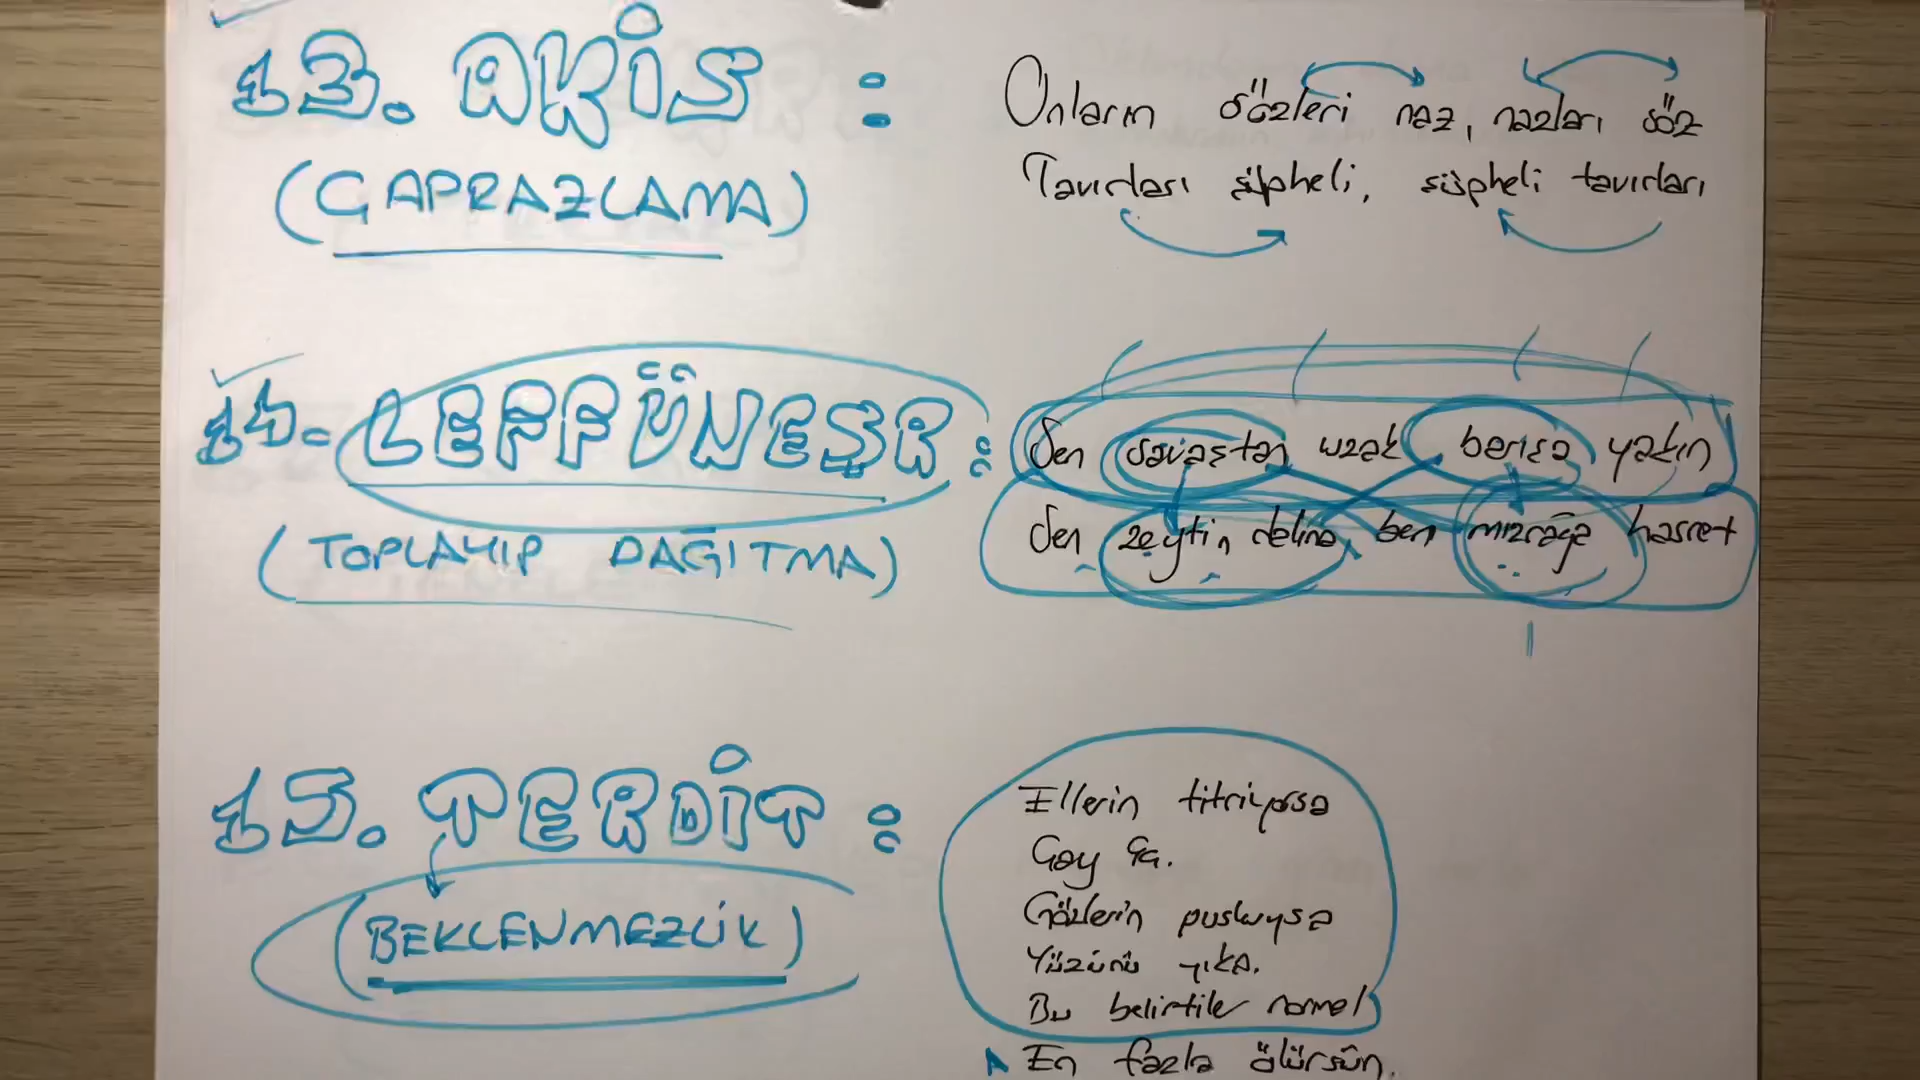 13. AKİS :
(ÇAPRAZLAMA)
Onların sözleri naz, nazları söz
Tavırları şüpheli, şüpheli tavırları
14. LEFFÜNEŞR :
(TOPLAYIP DAĞITMA)
Sen savaştan uzak barışa yakın
Sen zeytin dalına, ben mızrağa hasret
15. TERDİT :
(BEKLENMEZLİK)
Ellerin titriyorsa
Çay iç.
Gözlerin pusluysa
Yüzünü yıka.
Bu belirtiler normal
En fazla ölürsün.